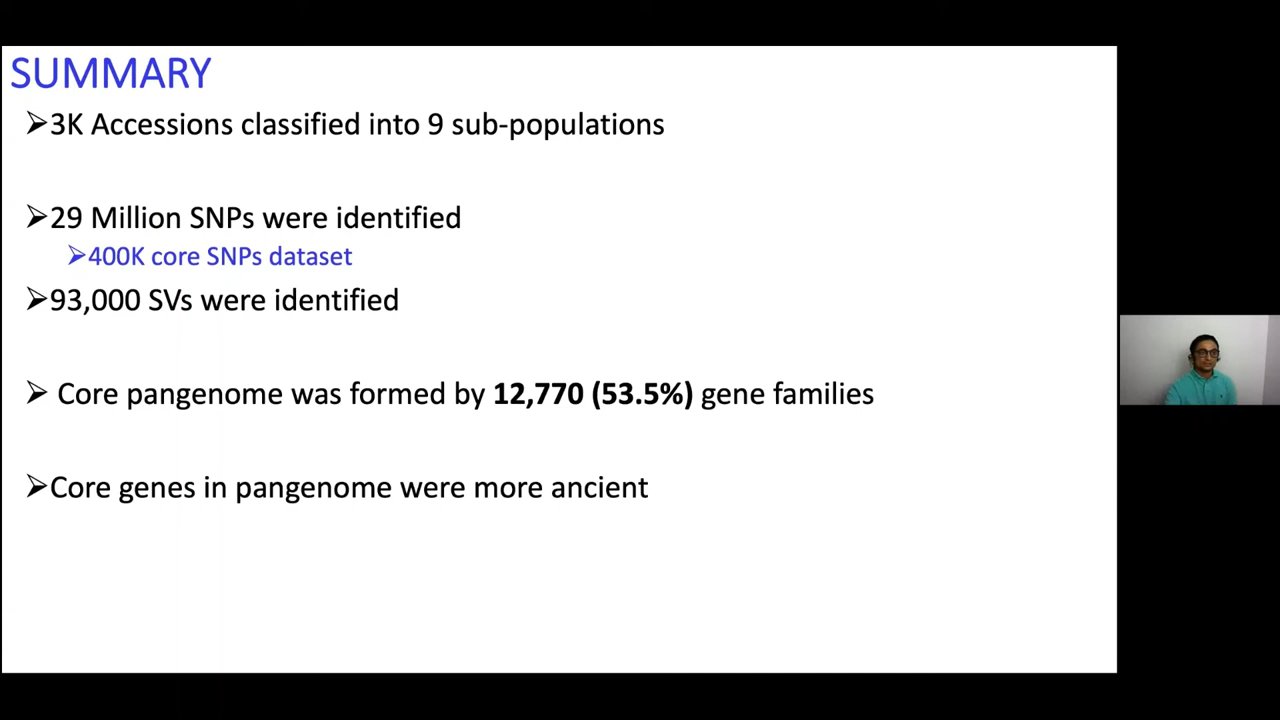 SUMMARY
➢3K Accessions classified into 9 sub-populations
➢29 Million SNPs were identified
➢400K core SNPs dataset
➢93,000 SVs were identified
➢ Core pangenome was formed by 12,770 (53.5%) gene families
➢Core genes in pangenome were more ancient